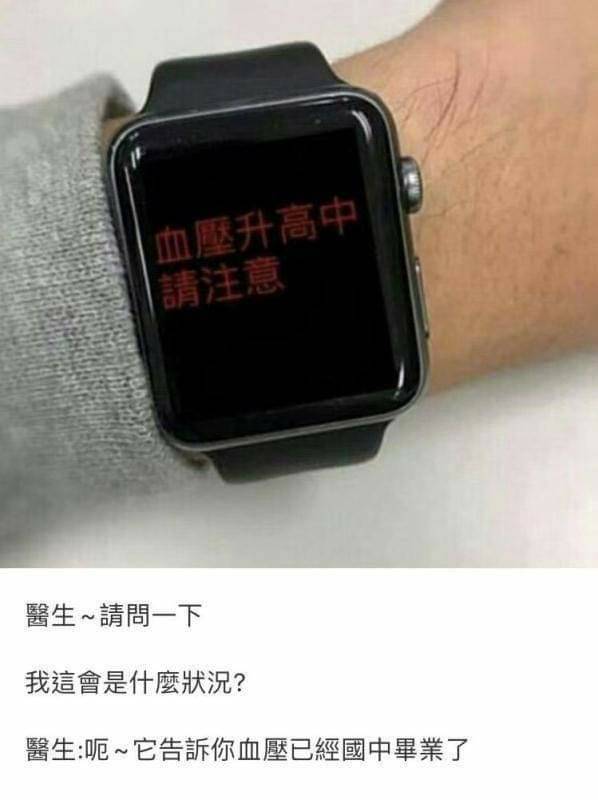 血壓升高中
請注意
醫生~請問一下
我這會是什麼狀況?
醫生:呃~它告訴你血壓已經國中畢業了